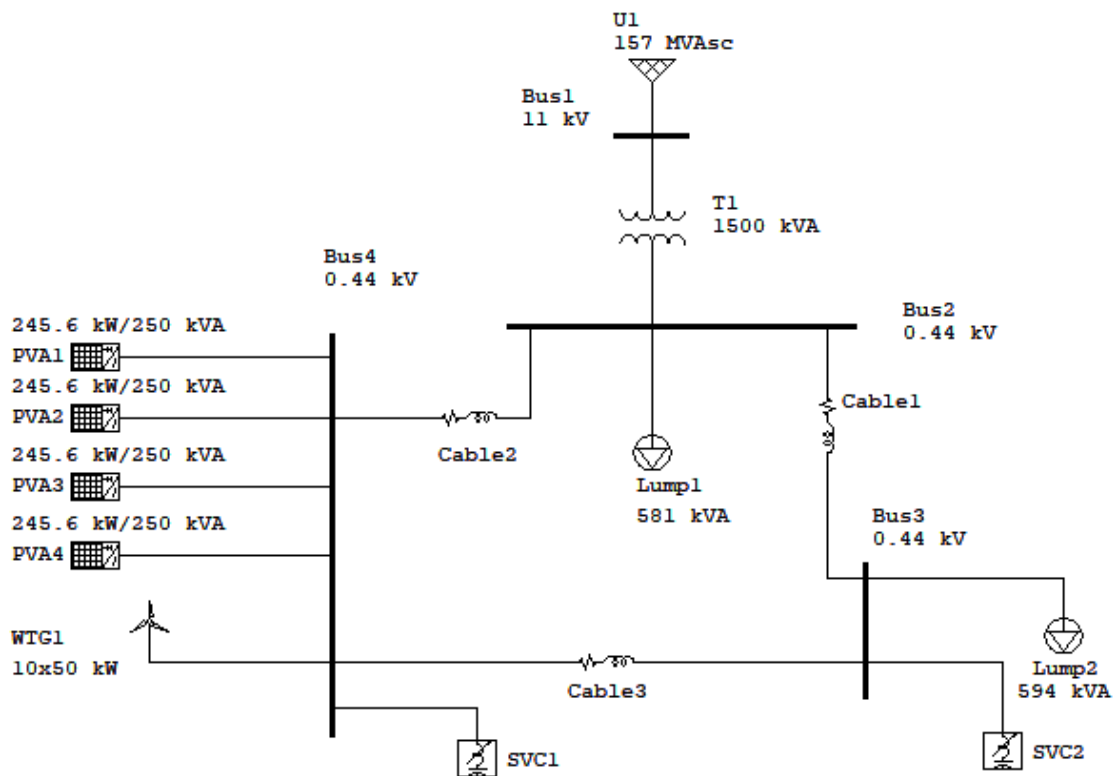 U1
157 MVAsc
Bus1
11 kV
T1
1500 kVA
Bus4
0.44 kV
Bus2
0.44 kV
245.6 kW/250 kVA
PVA1
245.6 kW/250 kVA
PVA2
Cable2
Cable1
245.6 kW/250 kVA
PVA3
Lump1
581 kVA
245.6 kW/250 kVA
PVA4
Bus3
0.44 kV
WTG1
10x50 kW
Cable3
Lump2
594 kVA
SVC1
SVC2